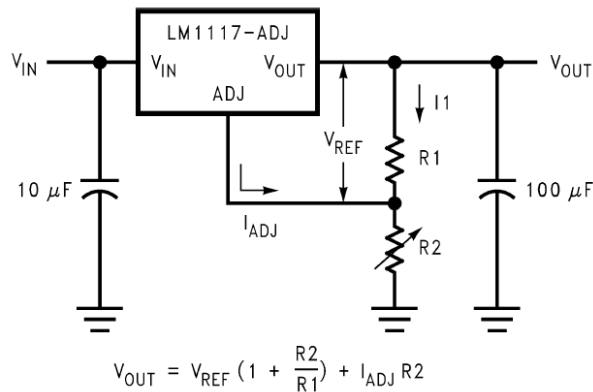 LM1117-ADJ
V_IN
V_IN
V_OUT
V_OUT
ADJ
I1
V_REF
R1
10 μF
100 μF
I_ADJ
R2
V_OUT = V_REF (1 + R2/R1) + I_ADJ R2